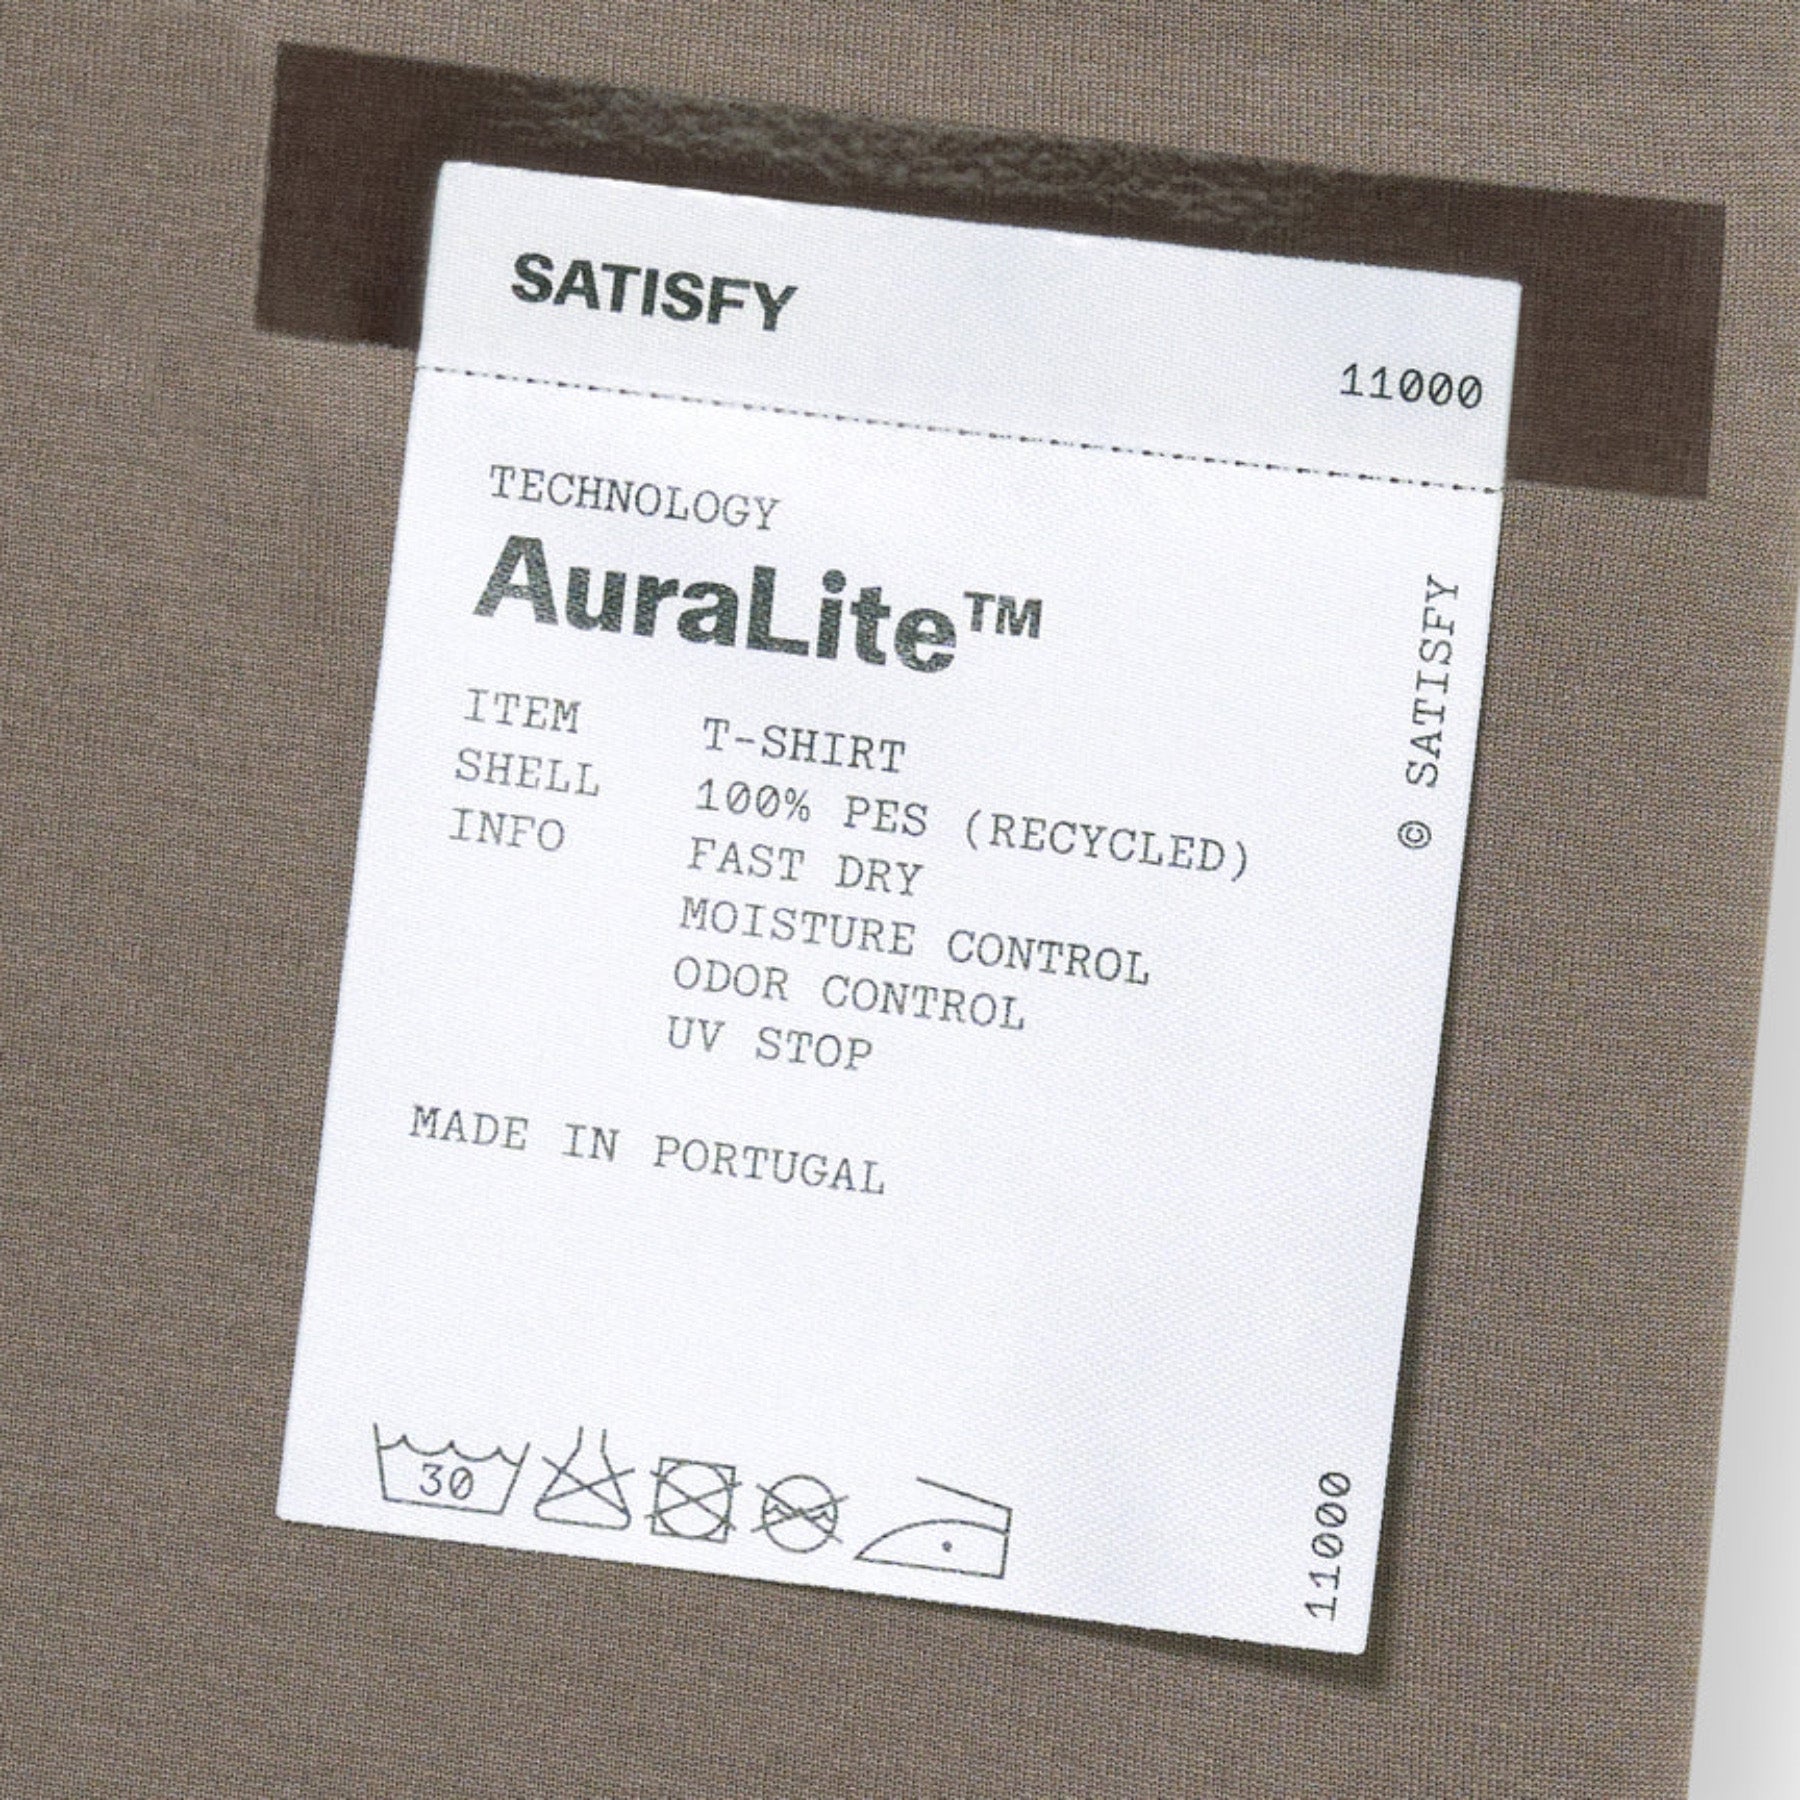 SATISFY
11000
TECHNOLOGY
AuraLite™
ITEM T-SHIRT
SHELL 100% PES (RECYCLED)
INFO FAST DRY
MOISTURE CONTROL
ODOR CONTROL
UV STOP
MADE IN PORTUGAL
30
© SATISFY
11000